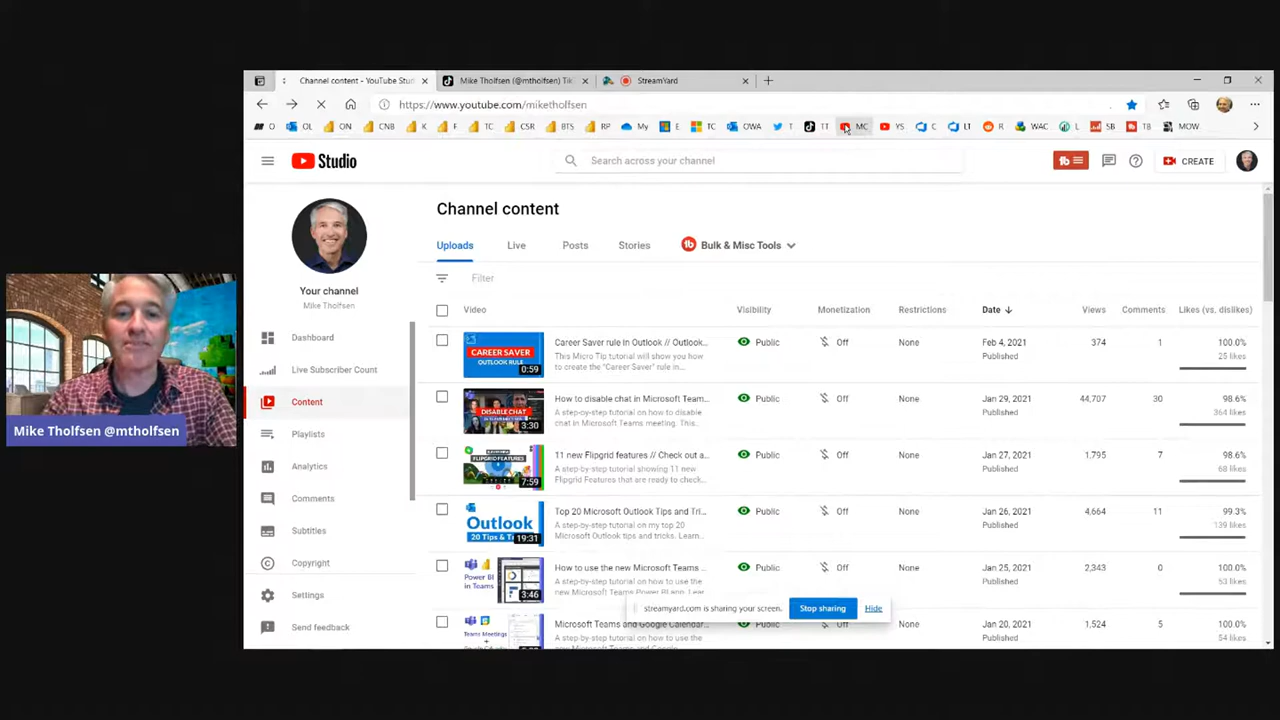 Channel content - YouTube Stu
Mike Tholfsen (@mtholfsen) Tik
StreamYard
https://www.youtube.com/miketholfsen
O OL ON CNB K F TC CSR BTS RP My E TC OWA T TT MC YS C LT R WAC L SB TB MOW
Studio
Search across your channel
CREATE
Channel content
Your channel
Mike Tholfsen
Uploads Live Posts Stories Bulk & Misc Tools
Filter
Video Visibility Monetization Restrictions Date Views Comments Likes (vs. dislikes)
Dashboard
Live Subscriber Count
Content
Playlists
Analytics
Comments
Subtitles
Copyright
Settings
Send feedback
CAREER SAVER
OUTLOOK RULE
0:59
Career Saver rule in Outlook // Outlook...
This Micro Tip tutorial will show you how
to create the "Career Saver" rule in...
Public Off None Feb 4, 2021 374 1 100.0%
Published 25 likes
DISABLE CHAT
3:30
How to disable chat in Microsoft Team...
A step-by-step tutorial on how to disable
chat in Microsoft Teams meeting. This...
Public Off None Jan 29, 2021 44,707 30 98.6%
Published 364 likes
FLIPGRID FEATURES
7:59
11 new Flipgrid features // Check out a...
A step-by-step tutorial showing 11 new
Flipgrid Features that are ready to check...
Public Off None Jan 27, 2021 1,795 7 98.6%
Published 68 likes
Outlook
20 Tips & T
19:31
Top 20 Microsoft Outlook Tips and Tri...
A step-by-step tutorial on my top 20
Microsoft Outlook tips and tricks. Learn...
Public Off None Jan 26, 2021 4,664 11 99.3%
Published 139 likes
Power BI
in Teams
3:46
How to use the new Microsoft Teams ...
A step-by-step tutorial on how to use the
new Microsoft Teams
Public Off None Jan 25, 2021 2,343 0 100.0%
Published 53 likes
Teams Meetings
+
Microsoft Teams and Google Calendar
A step-by-step tutorial on how to use
Microsoft Teams and Google
Public Off None Jan 20, 2021 1,524 5 100.0%
Published 54 likes
streamyard.com is sharing your screen.
Stop sharing
Hide
Mike Tholfsen @mtholfsen